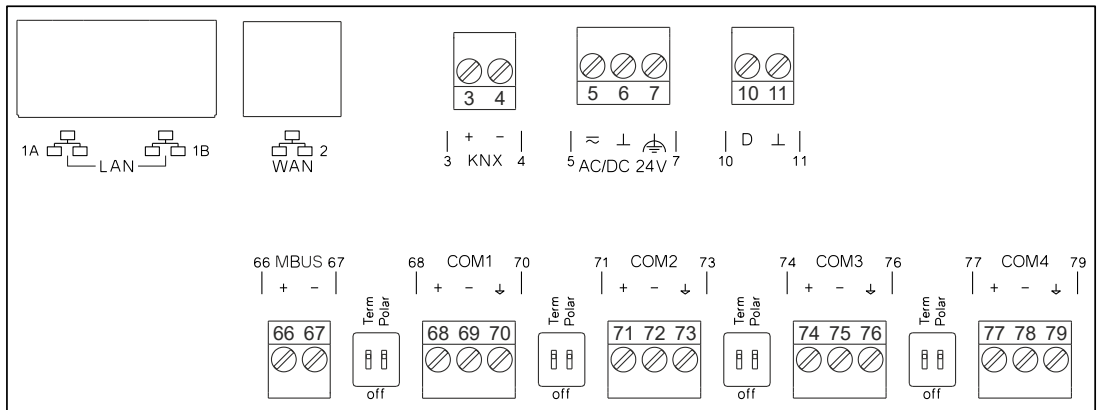 3 4
5 6 7
10 11
1A LAN 1B
WAN 2
+ −
3 KNX 4
≂ ⊥ ⏚
5 AC/DC 24V 7
D ⊥
10 11
66 MBUS 67
+ −
68 COM1 70
+ − ⏚
71 COM2 73
+ − ⏚
74 COM3 76
+ − ⏚
77 COM4 79
+ − ⏚
66 67
Term
Polar
off
68 69 70
Term
Polar
off
71 72 73
Term
Polar
off
74 75 76
Term
Polar
off
77 78 79